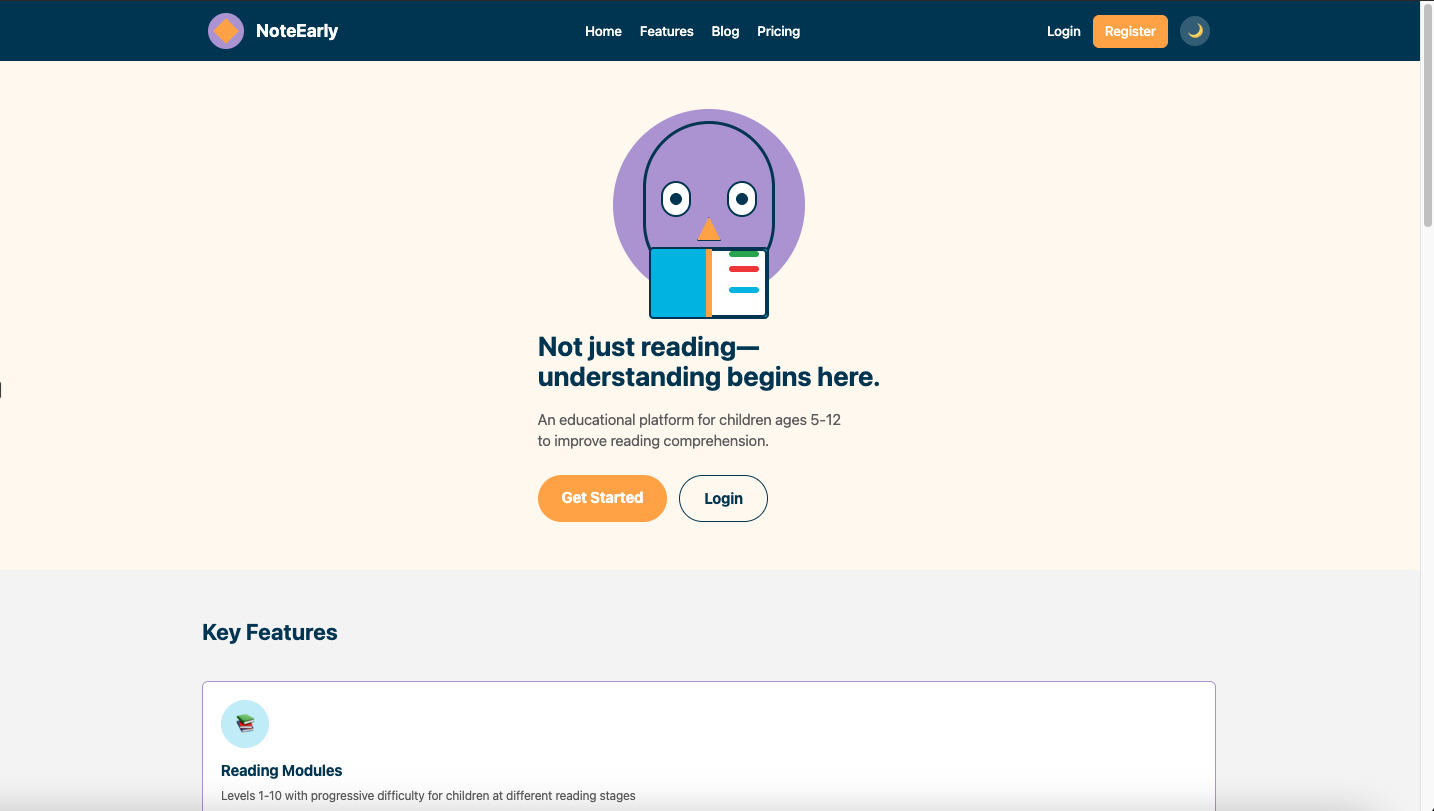 NoteEarly
Home Features Blog Pricing
Login Register
Not just reading—
understanding begins here.
An educational platform for children ages 5-12
to improve reading comprehension.
Get Started Login
Key Features
Reading Modules
Levels 1-10 with progressive difficulty for children at different reading stages